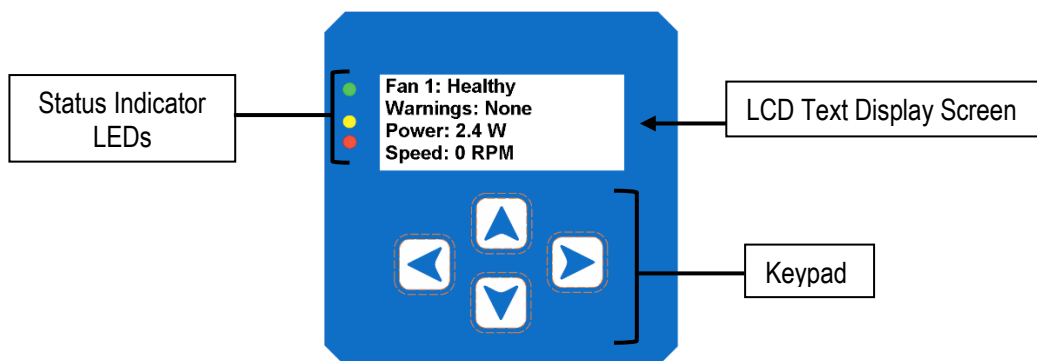 Status Indicator
LEDs
Fan 1: Healthy
Warnings: None
Power: 2.4 W
Speed: 0 RPM
LCD Text Display Screen
Keypad